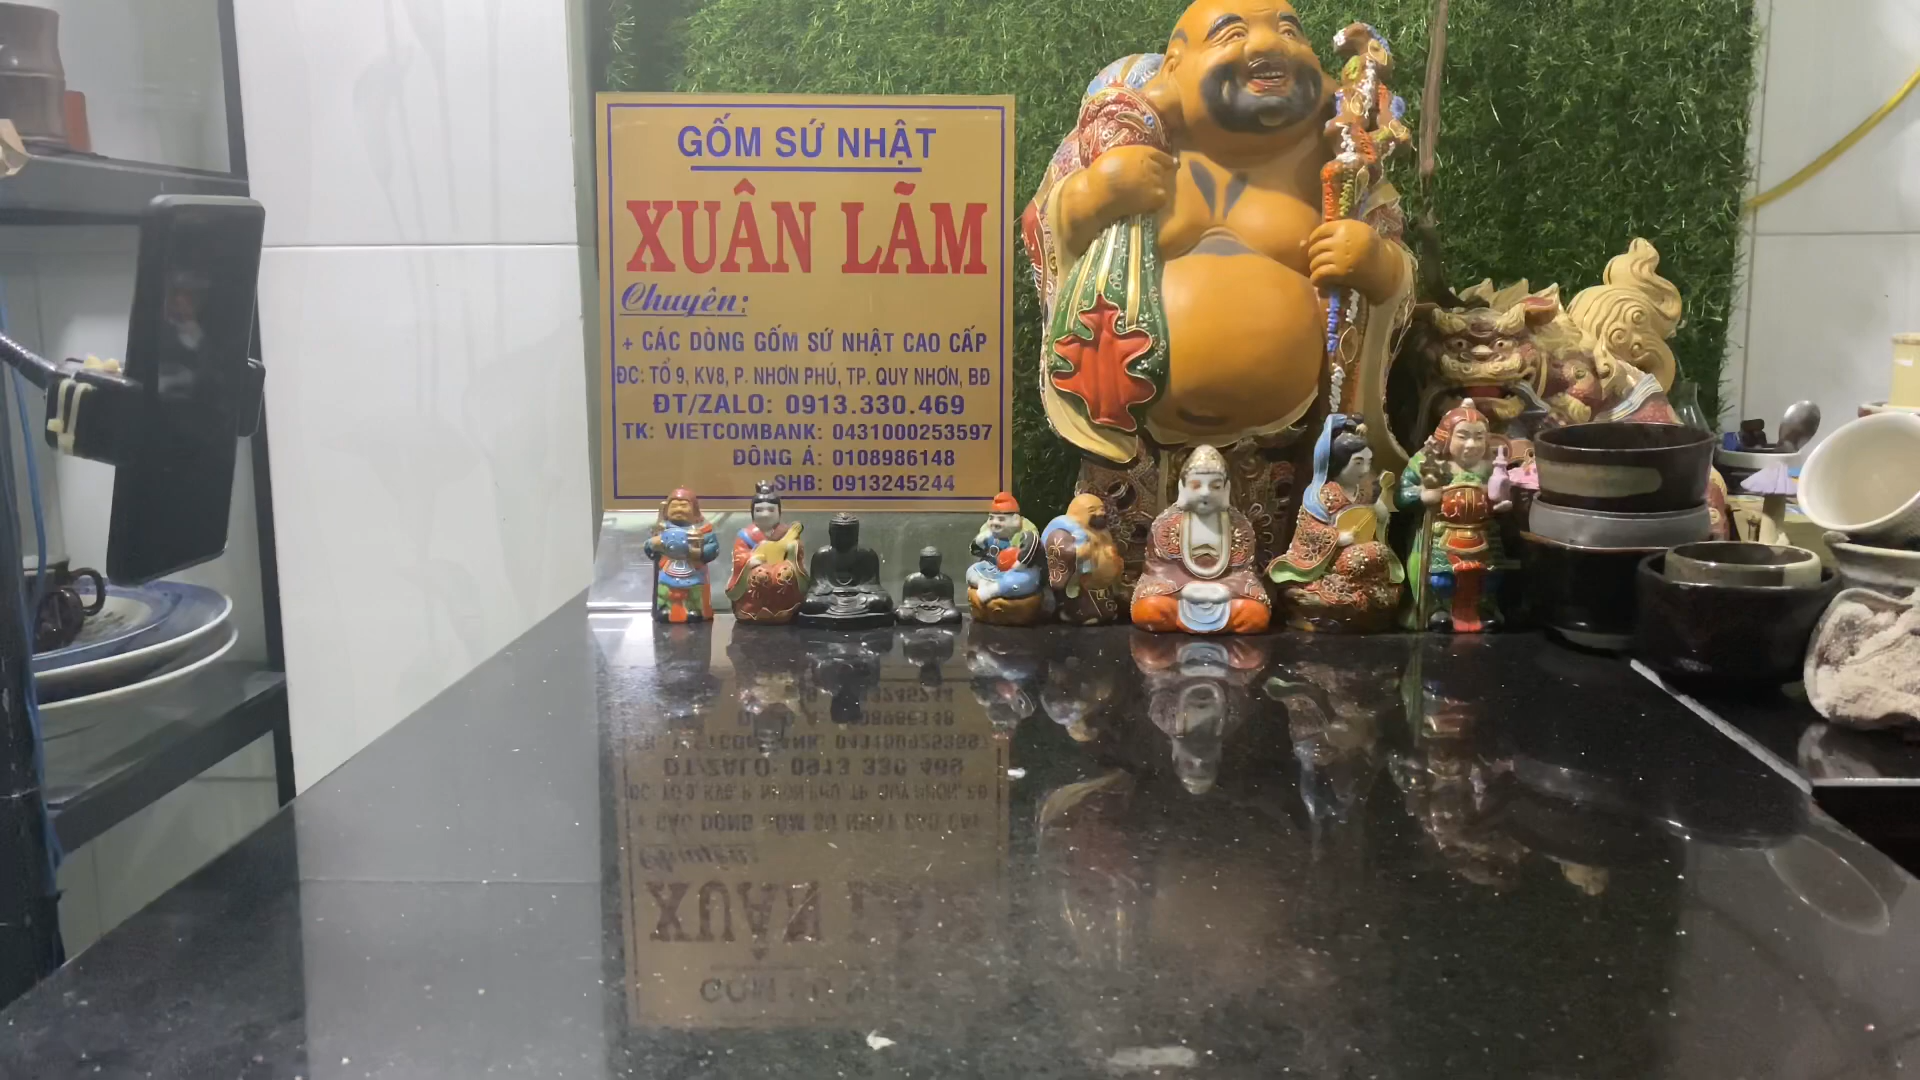 GỐM SỨ NHẬT
XUÂN LÃM
Chuyên:
+ CÁC DÒNG GỐM SỨ NHẬT CAO CẤP
ĐC: TỔ 9, KV8, P. NHƠN PHÚ, TP. QUY NHƠN, BĐ
ĐT/ZALO: 0913.330.469
TK: VIETCOMBANK: 0431000253597
ĐÔNG Á: 0108986148
SHB: 0913245244